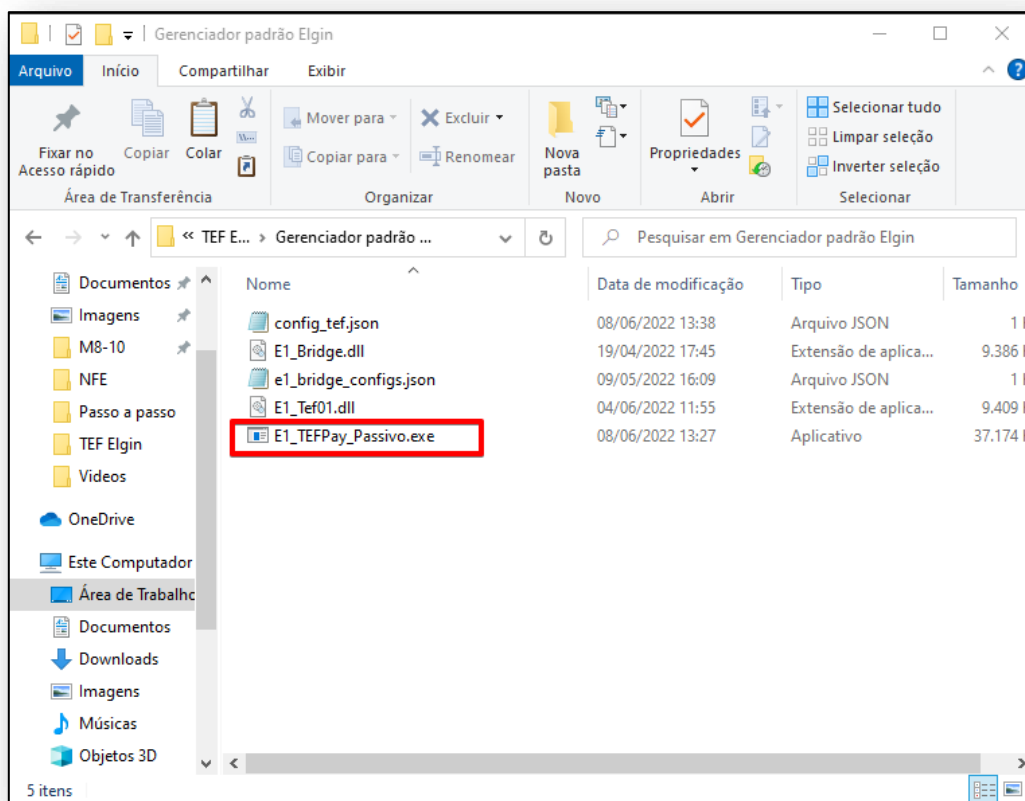 Gerenciador padrão Elgin
Arquivo Início Compartilhar Exibir
Fixar no Acesso rápido
Copiar
Colar
Mover para
Copiar para
Excluir
Renomear
Nova pasta
Propriedades
Selecionar tudo
Limpar seleção
Inverter seleção
Área de Transferência Organizar Novo Abrir Selecionar
« TEF E... › Gerenciador padrão ...
Pesquisar em Gerenciador padrão Elgin
Nome Data de modificação Tipo Tamanho
config_tef.json 08/06/2022 13:38 Arquivo JSON 1
E1_Bridge.dll 19/04/2022 17:45 Extensão de aplica... 9.386
e1_bridge_configs.json 09/05/2022 16:09 Arquivo JSON 1
E1_Tef01.dll 04/06/2022 11:55 Extensão de aplica... 9.409
E1_TEFPay_Passivo.exe 08/06/2022 13:27 Aplicativo 37.174
Documentos
Imagens
M8-10
NFE
Passo a passo
TEF Elgin
Videos
OneDrive
Este Computador
Área de Trabalho
Documentos
Downloads
Imagens
Músicas
Objetos 3D
5 itens